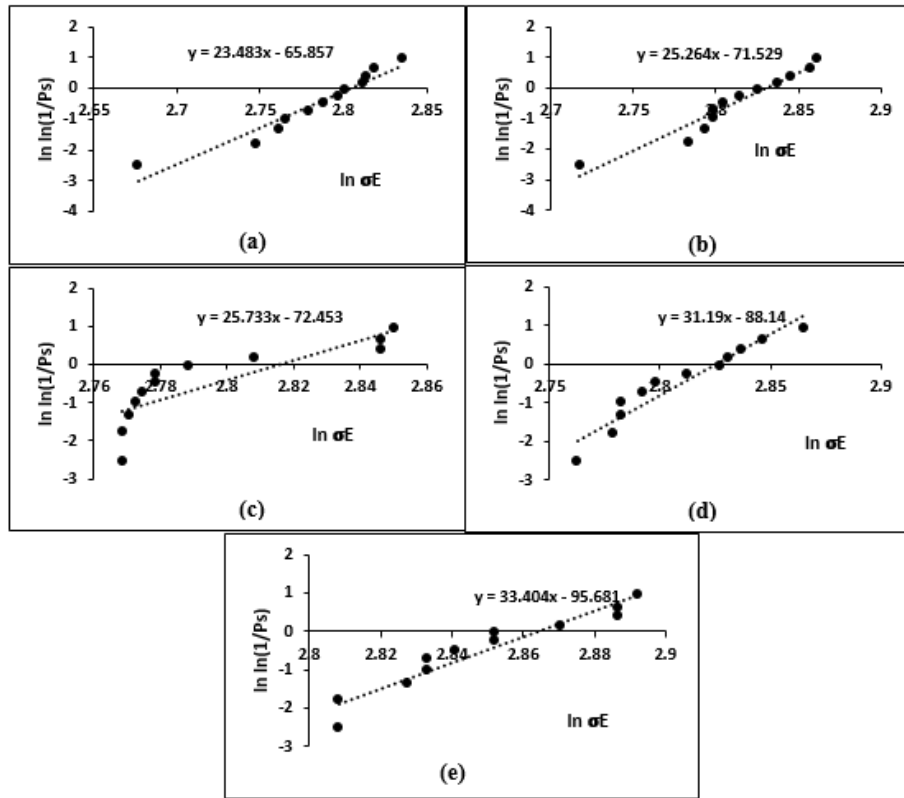 2
y = 23.483x - 65.857
1
0
2.65 2.7 2.75 2.8 2.85
-1
-2
-3
-4
ln ln(1/Ps)
ln σE
(a)
2
y = 25.264x - 71.529
1
0
2.7 2.75 2.8 2.85 2.9
-1
-2
-3
-4
ln ln(1/Ps)
ln σE
(b)
2
y = 25.733x - 72.453
1
0
2.76 2.78 2.8 2.82 2.84 2.86
-1
-2
-3
ln ln(1/Ps)
ln σE
(c)
2
y = 31.19x - 88.14
1
0
2.75 2.8 2.85 2.9
-1
-2
-3
ln ln(1/Ps)
ln σE
(d)
2
y = 33.404x - 95.681
1
0
2.8 2.82 2.84 2.86 2.88 2.9
-1
-2
-3
ln ln(1/Ps)
ln σE
(e)